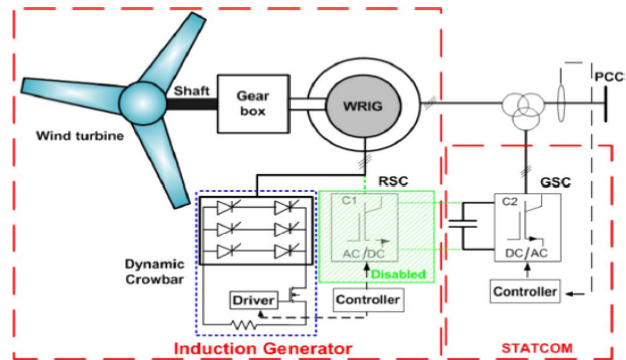 Shaft
Gear
box
WRIG
PCC
Wind turbine
RSC
GSC
C1
C2
Dynamic
Crowbar
AC/DC
DC/AC
Disabled
Driver
Controller
Controller
Induction Generator
STATCOM